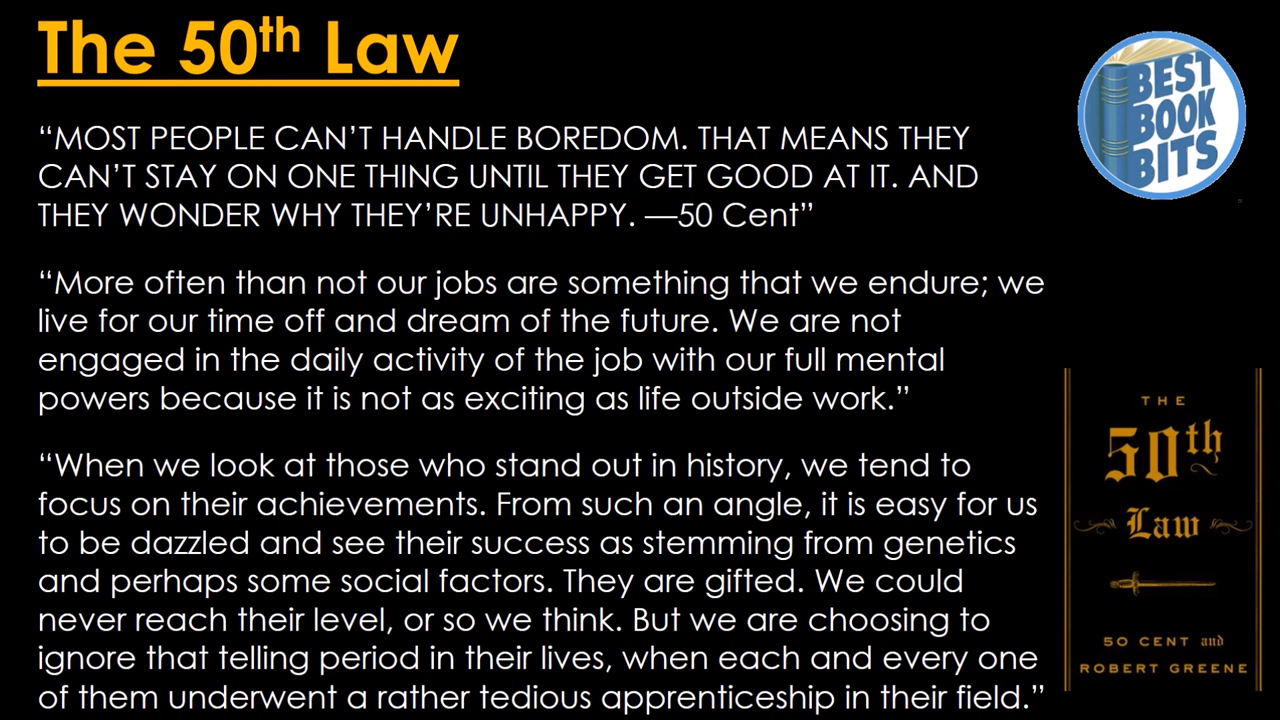 The 50th Law
BEST
BOOK
BITS
“MOST PEOPLE CAN’T HANDLE BOREDOM. THAT MEANS THEY
CAN’T STAY ON ONE THING UNTIL THEY GET GOOD AT IT. AND
THEY WONDER WHY THEY’RE UNHAPPY. —50 Cent”
“More often than not our jobs are something that we endure; we
live for our time off and dream of the future. We are not
engaged in the daily activity of the job with our full mental
powers because it is not as exciting as life outside work.”
“When we look at those who stand out in history, we tend to
focus on their achievements. From such an angle, it is easy for us
to be dazzled and see their success as stemming from genetics
and perhaps some social factors. They are gifted. We could
never reach their level, or so we think. But we are choosing to
ignore that telling period in their lives, when each and every one
of them underwent a rather tedious apprenticeship in their field.”
THE
50th
Law
50 CENT and
ROBERT GREENE